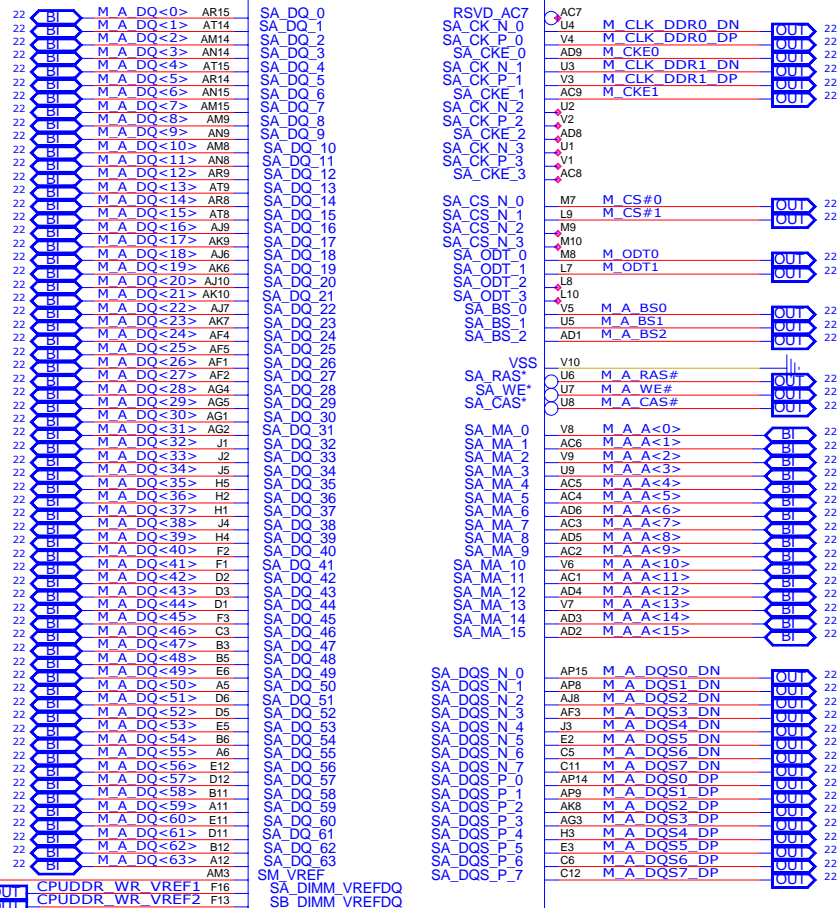 22 BI M_A_DQ<0> AR15 SA_DQ_0
22 BI M_A_DQ<1> AT14 SA_DQ_1
22 BI M_A_DQ<2> AM14 SA_DQ_2
22 BI M_A_DQ<3> AN14 SA_DQ_3
22 BI M_A_DQ<4> AT15 SA_DQ_4
22 BI M_A_DQ<5> AR14 SA_DQ_5
22 BI M_A_DQ<6> AN15 SA_DQ_6
22 BI M_A_DQ<7> AM15 SA_DQ_7
22 BI M_A_DQ<8> AM9 SA_DQ_8
22 BI M_A_DQ<9> AN9 SA_DQ_9
22 BI M_A_DQ<10> AM8 SA_DQ_10
22 BI M_A_DQ<11> AN8 SA_DQ_11
22 BI M_A_DQ<12> AR9 SA_DQ_12
22 BI M_A_DQ<13> AT9 SA_DQ_13
22 BI M_A_DQ<14> AR8 SA_DQ_14
22 BI M_A_DQ<15> AT8 SA_DQ_15
22 BI M_A_DQ<16> AJ9 SA_DQ_16
22 BI M_A_DQ<17> AK9 SA_DQ_17
22 BI M_A_DQ<18> AJ6 SA_DQ_18
22 BI M_A_DQ<19> AK6 SA_DQ_19
22 BI M_A_DQ<20> AJ10 SA_DQ_20
22 BI M_A_DQ<21> AK10 SA_DQ_21
22 BI M_A_DQ<22> AJ7 SA_DQ_22
22 BI M_A_DQ<23> AK7 SA_DQ_23
22 BI M_A_DQ<24> AF4 SA_DQ_24
22 BI M_A_DQ<25> AF5 SA_DQ_25
22 BI M_A_DQ<26> AF1 SA_DQ_26
22 BI M_A_DQ<27> AF2 SA_DQ_27
22 BI M_A_DQ<28> AG4 SA_DQ_28
22 BI M_A_DQ<29> AG5 SA_DQ_29
22 BI M_A_DQ<30> AG1 SA_DQ_30
22 BI M_A_DQ<31> AG2 SA_DQ_31
22 BI M_A_DQ<32> J1 SA_DQ_32
22 BI M_A_DQ<33> J2 SA_DQ_33
22 BI M_A_DQ<34> J5 SA_DQ_34
22 BI M_A_DQ<35> H5 SA_DQ_35
22 BI M_A_DQ<36> H2 SA_DQ_36
22 BI M_A_DQ<37> H1 SA_DQ_37
22 BI M_A_DQ<38> J4 SA_DQ_38
22 BI M_A_DQ<39> H4 SA_DQ_39
22 BI M_A_DQ<40> F2 SA_DQ_40
22 BI M_A_DQ<41> F1 SA_DQ_41
22 BI M_A_DQ<42> D2 SA_DQ_42
22 BI M_A_DQ<43> D3 SA_DQ_43
22 BI M_A_DQ<44> D1 SA_DQ_44
22 BI M_A_DQ<45> F3 SA_DQ_45
22 BI M_A_DQ<46> C3 SA_DQ_46
22 BI M_A_DQ<47> B3 SA_DQ_47
22 BI M_A_DQ<48> B5 SA_DQ_48
22 BI M_A_DQ<49> E6 SA_DQ_49
22 BI M_A_DQ<50> A5 SA_DQ_50
22 BI M_A_DQ<51> D6 SA_DQ_51
22 BI M_A_DQ<52> D5 SA_DQ_52
22 BI M_A_DQ<53> E5 SA_DQ_53
22 BI M_A_DQ<54> B6 SA_DQ_54
22 BI M_A_DQ<55> A6 SA_DQ_55
22 BI M_A_DQ<56> E12 SA_DQ_56
22 BI M_A_DQ<57> D12 SA_DQ_57
22 BI M_A_DQ<58> B11 SA_DQ_58
22 BI M_A_DQ<59> A11 SA_DQ_59
22 BI M_A_DQ<60> E11 SA_DQ_60
22 BI M_A_DQ<61> D11 SA_DQ_61
22 BI M_A_DQ<62> B12 SA_DQ_62
22 BI M_A_DQ<63> A12 SA_DQ_63
AM3 SM_VREF
OUT CPUDDR_WR_VREF1 F16 SA_DIMM_VREFDQ
OUT CPUDDR_WR_VREF2 F13 SB_DIMM_VREFDQ
RSVD_AC7 AC7
SA_CK_N_0 U4 M_CLK_DDR0_DN OUT 22
SA_CK_P_0 V4 M_CLK_DDR0_DP OUT 22
SA_CKE_0 AD9 M_CKE0 OUT 22
SA_CK_N_1 U3 M_CLK_DDR1_DN OUT 22
SA_CK_P_1 V3 M_CLK_DDR1_DP OUT 22
SA_CKE_1 AC9 M_CKE1 OUT 22
SA_CK_N_2 U2
SA_CK_P_2 V2
SA_CKE_2 AD8
SA_CK_N_3 U1
SA_CK_P_3 V1
SA_CKE_3 AC8
SA_CS_N_0 M7 M_CS#0 OUT 22
SA_CS_N_1 L9 M_CS#1 OUT 22
SA_CS_N_2 M9
SA_CS_N_3 M10
SA_ODT_0 M8 M_ODT0 OUT 22
SA_ODT_1 L7 M_ODT1 OUT 22
SA_ODT_2 L8
SA_ODT_3 L10
SA_BS_0 V5 M_A_BS0 OUT 22
SA_BS_1 U5 M_A_BS1 OUT 22
SA_BS_2 AD1 M_A_BS2 OUT 22
VSS V10
SA_RAS* U6 M_A_RAS# OUT 22
SA_WE* U7 M_A_WE# OUT 22
SA_CAS* U8 M_A_CAS# OUT 22
SA_MA_0 V8 M_A_A<0> BI 22
SA_MA_1 AC6 M_A_A<1> BI 22
SA_MA_2 V9 M_A_A<2> BI 22
SA_MA_3 U9 M_A_A<3> BI 22
SA_MA_4 AC5 M_A_A<4> BI 22
SA_MA_5 AC4 M_A_A<5> BI 22
SA_MA_6 AD6 M_A_A<6> BI 22
SA_MA_7 AC3 M_A_A<7> BI 22
SA_MA_8 AD5 M_A_A<8> BI 22
SA_MA_9 AC2 M_A_A<9> BI 22
SA_MA_10 V6 M_A_A<10> BI 22
SA_MA_11 AC1 M_A_A<11> BI 22
SA_MA_12 AD4 M_A_A<12> BI 22
SA_MA_13 V7 M_A_A<13> BI 22
SA_MA_14 AD3 M_A_A<14> BI 22
SA_MA_15 AD2 M_A_A<15> BI 22
SA_DQS_N_0 AP15 M_A_DQS0_DN OUT 22
SA_DQS_N_1 AP8 M_A_DQS1_DN OUT 22
SA_DQS_N_2 AJ8 M_A_DQS2_DN OUT 22
SA_DQS_N_3 AF3 M_A_DQS3_DN OUT 22
SA_DQS_N_4 J3 M_A_DQS4_DN OUT 22
SA_DQS_N_5 E2 M_A_DQS5_DN OUT 22
SA_DQS_N_6 C5 M_A_DQS6_DN OUT 22
SA_DQS_N_7 C11 M_A_DQS7_DN OUT 22
SA_DQS_P_0 AP14 M_A_DQS0_DP OUT 22
SA_DQS_P_1 AP9 M_A_DQS1_DP OUT 22
SA_DQS_P_2 AK8 M_A_DQS2_DP OUT 22
SA_DQS_P_3 AG3 M_A_DQS3_DP OUT 22
SA_DQS_P_4 H3 M_A_DQS4_DP OUT 22
SA_DQS_P_5 E3 M_A_DQS5_DP OUT 22
SA_DQS_P_6 C6 M_A_DQS6_DP OUT 22
SA_DQS_P_7 C12 M_A_DQS7_DP OUT 22